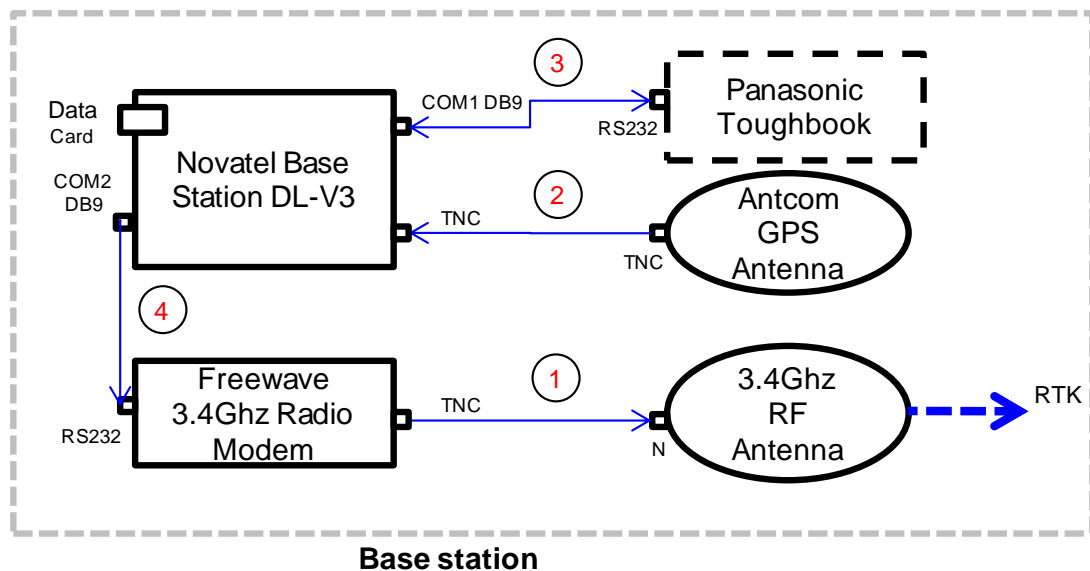 3
Data
Card
COM1 DB9
RS232
Panasonic
Toughbook
Novatel Base
Station DL-V3
COM2
DB9
2
TNC
TNC
Antcom
GPS
Antenna
4
Freewave
3.4Ghz Radio
Modem
RS232
1
TNC
N
3.4Ghz
RF
Antenna
RTK
Base station